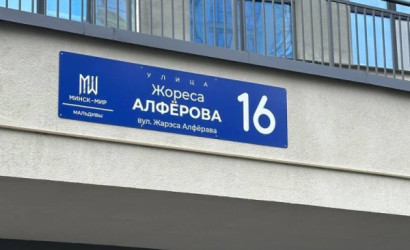 МИНСК-МИР
МАЛЬДИВЫ
УЛИЦА
Жореса
АЛФЁРОВА
вул. Жарэса Алфёрава
16